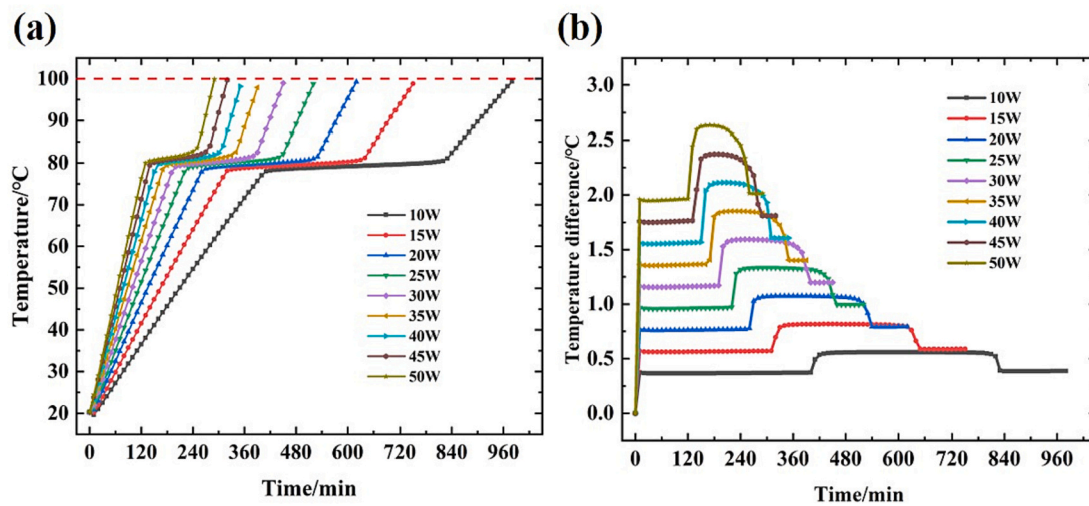 (a)
Temperature/°C
100
90
80
70
60
50
40
30
20
0 120 240 360 480 600 720 840 960
Time/min
10W
15W
20W
25W
30W
35W
40W
45W
50W
(b)
Temperature difference/°C
3.0
2.5
2.0
1.5
1.0
0.5
0.0
0 120 240 360 480 600 720 840 960
Time/min
10W
15W
20W
25W
30W
35W
40W
45W
50W